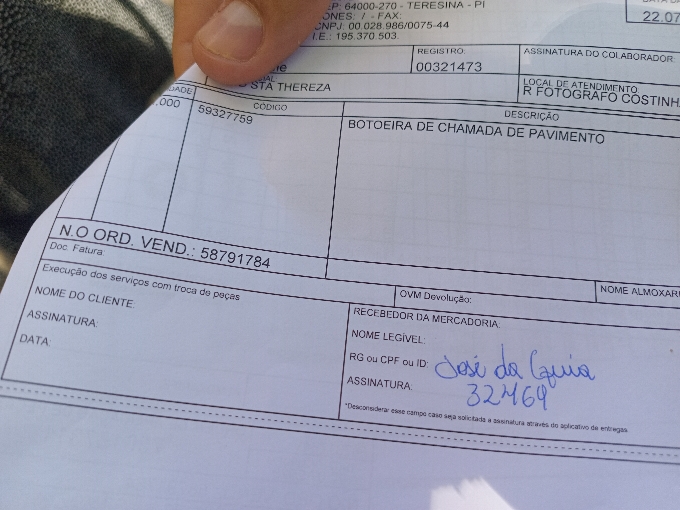 CEP: 64000-270 - TERESINA - PI
FONES: / - FAX:
CNPJ: 00.028.986/0075-44
I.E.: 195.370.503.
22.07
REGISTRO:
00321473
ASSINATURA DO COLABORADOR:
STA THEREZA
LOCAL DE ATENDIMENTO
R FOTOGRAFO COSTINH
CÓDIGO
DESCRIÇÃO
,000
59327759
BOTOEIRA DE CHAMADA DE PAVIMENTO
N.O ORD. VEND.: 58791784
Doc. Fatura:
Execução dos serviços com troca de peças
OVM Devolução:
NOME ALMOXARI
NOME DO CLIENTE:
ASSINATURA:
DATA:
RECEBEDOR DA MERCADORIA:
NOME LEGÍVEL:
RG ou CPF ou ID: José da Guia
ASSINATURA: 32469
*Desconsiderar esse campo caso seja solicitada a assinatura através do aplicativo de entregas